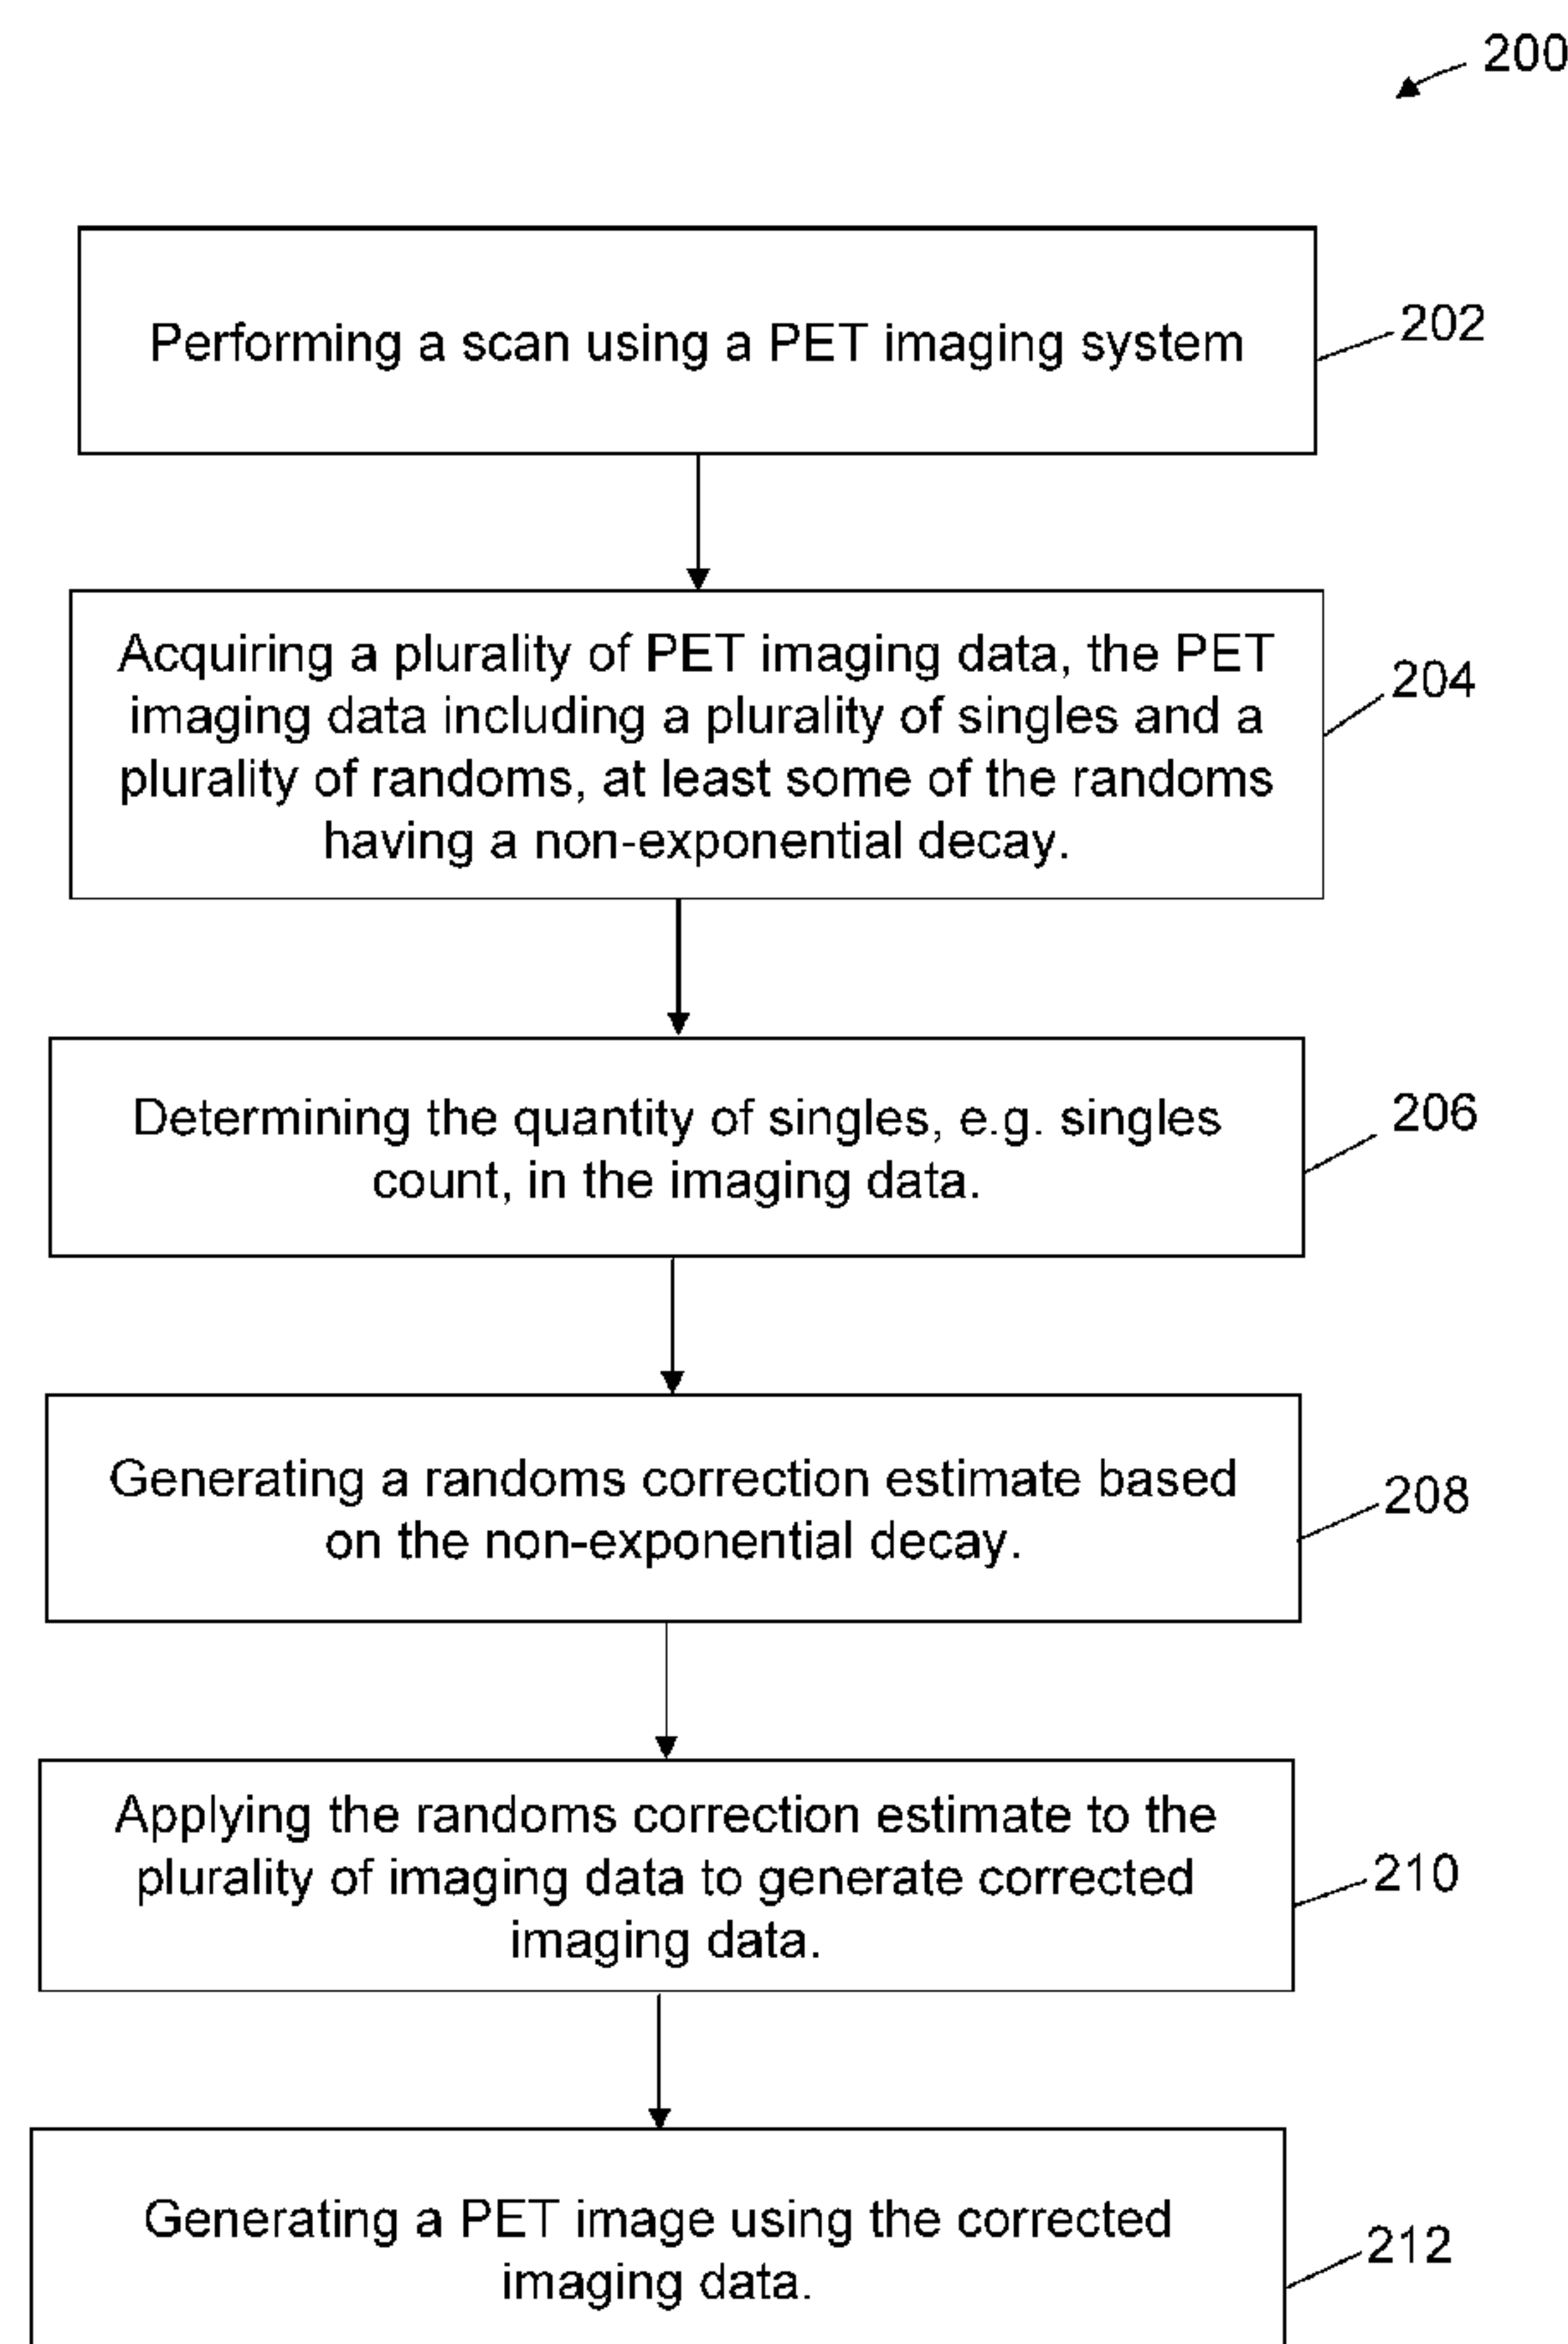 200
Performing a scan using a PET imaging system
202
Acquiring a plurality of PET imaging data, the PET
imaging data including a plurality of singles and a
plurality of randoms, at least some of the randoms
having a non-exponential decay.
204
Determining the quantity of singles, e.g. singles
count, in the imaging data.
206
Generating a randoms correction estimate based
on the non-exponential decay.
208
Applying the randoms correction estimate to the
plurality of imaging data to generate corrected
imaging data.
210
Generating a PET image using the corrected
imaging data.
212